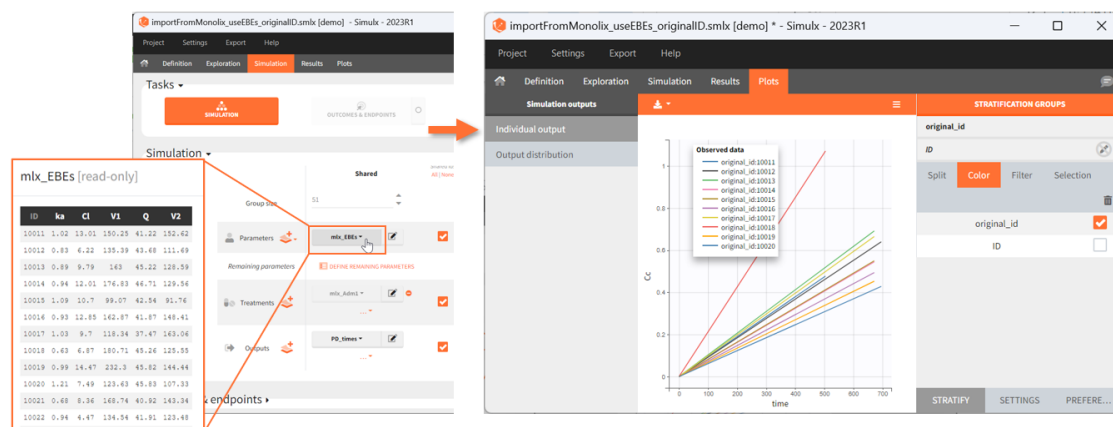 importFromMonolix_useEBEs_originalID.smlx [demo] - Simulx - 2023R1
Project Settings Export Help
Definition Exploration Simulation Results Plots
Tasks
SIMULATION
OUTCOMES & ENDPOINTS
Simulation
Shared
All | None
Group size
51
Parameters
mlx_EBEs
Remaining parameters
DEFINE REMAINING PARAMETERS
Treatments
mlx_Adm1
...
Outputs
PD_times
...
& endpoints
mlx_EBEs [read-only]
ID ka Cl V1 Q V2
10011 1.02 13.01 150.25 41.22 152.62
10012 0.83 6.22 135.39 43.68 111.69
10013 0.89 9.79 163 45.22 128.59
10014 0.94 12.01 176.83 46.71 129.56
10015 1.09 10.7 99.07 42.54 91.76
10016 0.93 12.85 162.87 41.87 148.41
10017 1.03 9.7 118.34 37.47 163.06
10018 0.63 6.87 180.71 45.26 125.55
10019 0.99 14.47 232.3 45.82 144.44
10020 1.21 7.49 123.63 45.83 107.33
10021 0.68 8.36 168.74 40.92 143.34
10022 0.94 4.47 134.54 41.91 123.48
importFromMonolix_useEBEs_originalID.smlx [demo] * - Simulx - 2023R1
Project Settings Export Help
Definition Exploration Simulation Results Plots
Simulation outputs
Individual output
Output distribution
Observed data
original_id:10011
original_id:10012
original_id:10013
original_id:10014
original_id:10015
original_id:10016
original_id:10017
original_id:10018
original_id:10019
original_id:10020
1
0.8
0.6
0.4
0.2
0
Cc
0 100 200 300 400 500 600 700
time
STRATIFICATION GROUPS
original_id
ID
Split Color Filter Selection
original_id
ID
STRATIFY SETTINGS PREFERE...